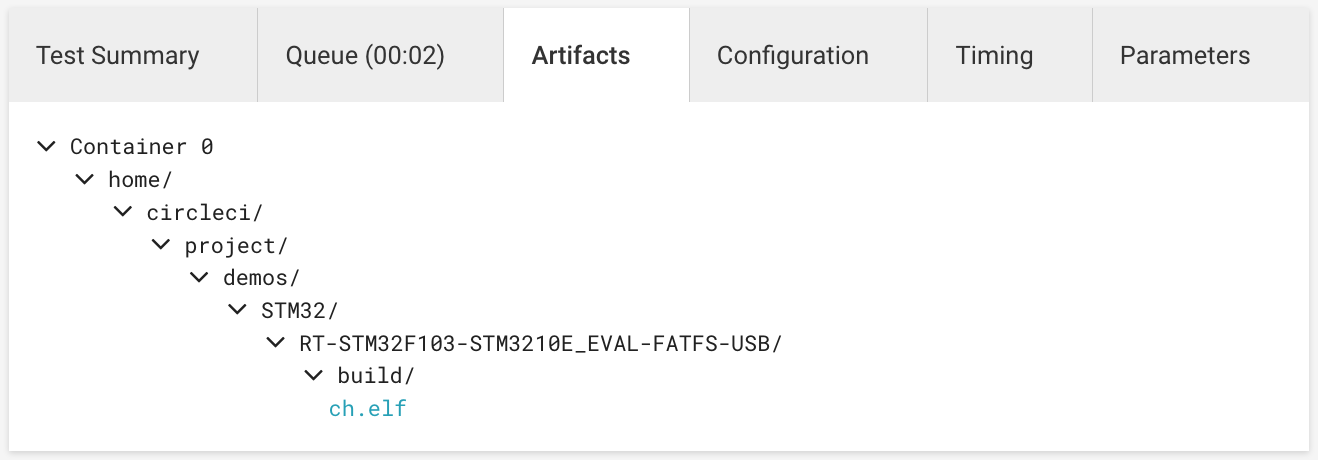 Test Summary Queue (00:02) Artifacts Configuration Timing Parameters
Container 0
home/
circleci/
project/
demos/
STM32/
RT-STM32F103-STM3210E_EVAL-FATFS-USB/
build/
ch.elf